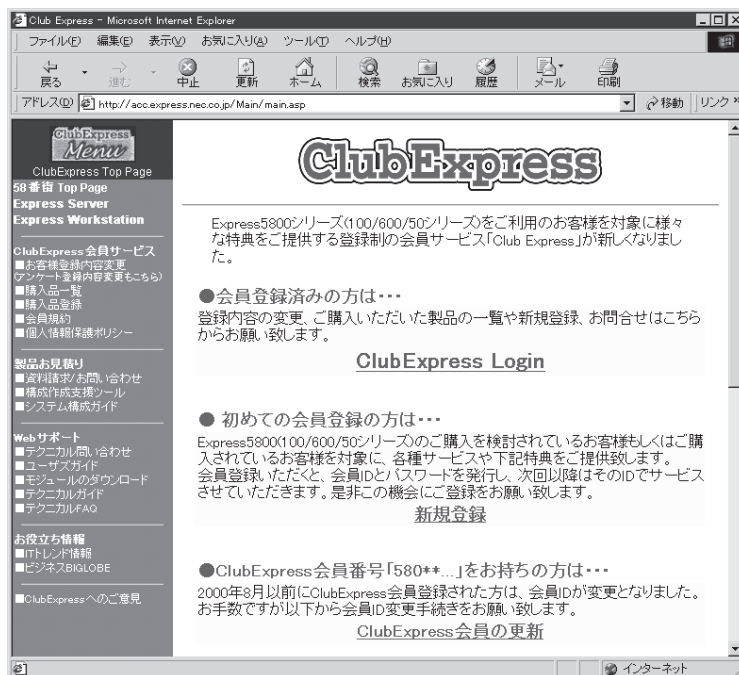 Club Express - Microsoft Internet Explorer
ファイル(F) 編集(E) 表示(V) お気に入り(A) ツール(T) ヘルプ(H)
戻る 進む 中止 更新 ホーム 検索 お気に入り 履歴 メール 印刷
アドレス(D) http://acc.express.nec.co.jp/Main/main.asp 移動 リンク »
ClubExpress
Menu
ClubExpress Top Page
58番街 Top Page
Express Server
Express Workstation
ClubExpress会員サービス
■お客様登録内容変更
(アンケート登録内容変更もこちら)
■購入品一覧
■購入品登録
■会員規約
■個人情報保護ポリシー
製品お見積り
■資料請求/お問い合わせ
■構成作成支援ツール
■システム構成ガイド
Webサポート
■テクニカル問い合わせ
■ユーザズガイド
■モジュールのダウンロード
■テクニカルガイド
■テクニカルFAQ
お役立ち情報
■ITトレンド情報
■ビジネスBIGLOBE
■ClubExpressへのご意見
ClubExpress
Express5800シリーズ(100/600/50シリーズ)をご利用のお客様を対象に様々
な特典をご提供する登録制の会員サービス「Club Express」が新しくなりまし
た。
●会員登録済みの方は・・・
登録内容の変更、ご購入いただいた製品の一覧や新規登録、お問合せはこちら
からお願い致します。
ClubExpress Login
● 初めての会員登録の方は・・・
Express5800(100/600/50シリーズ)のご購入を検討されているお客様もしくはご購
入されているお客様を対象に、各種サービスや下記特典をご提供致します。
会員登録いただくと、会員IDとパスワードを発行し、次回以降はそのIDでサービス
させていただきます。是非この機会にご登録をお願い致します。
新規登録
●ClubExpress会員番号「580**...」をお持ちの方は・・・
2000年8月以前にClubExpress会員登録された方は、会員IDが変更となりました。
お手数ですが以下から会員ID変更手続きをお願い致します。
ClubExpress会員の更新
インターネット